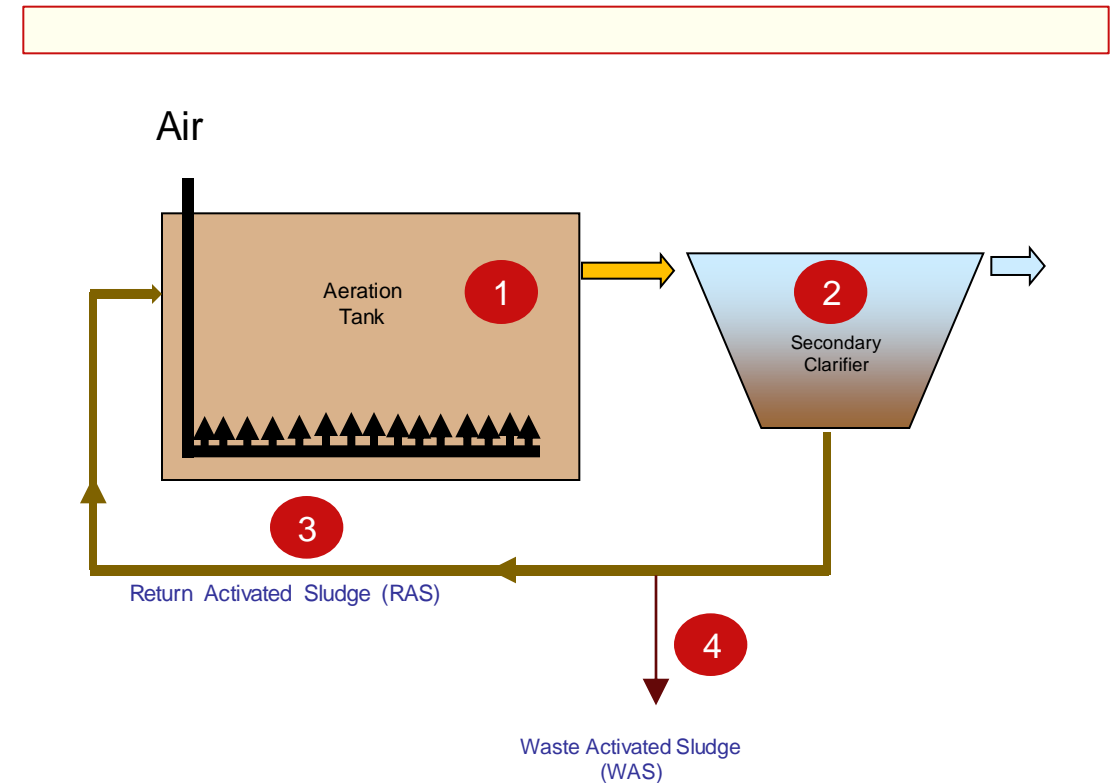 Air
Aeration
Tank
1
2
Secondary
Clarifier
3
Return Activated Sludge (RAS)
4
Waste Activated Sludge
(WAS)